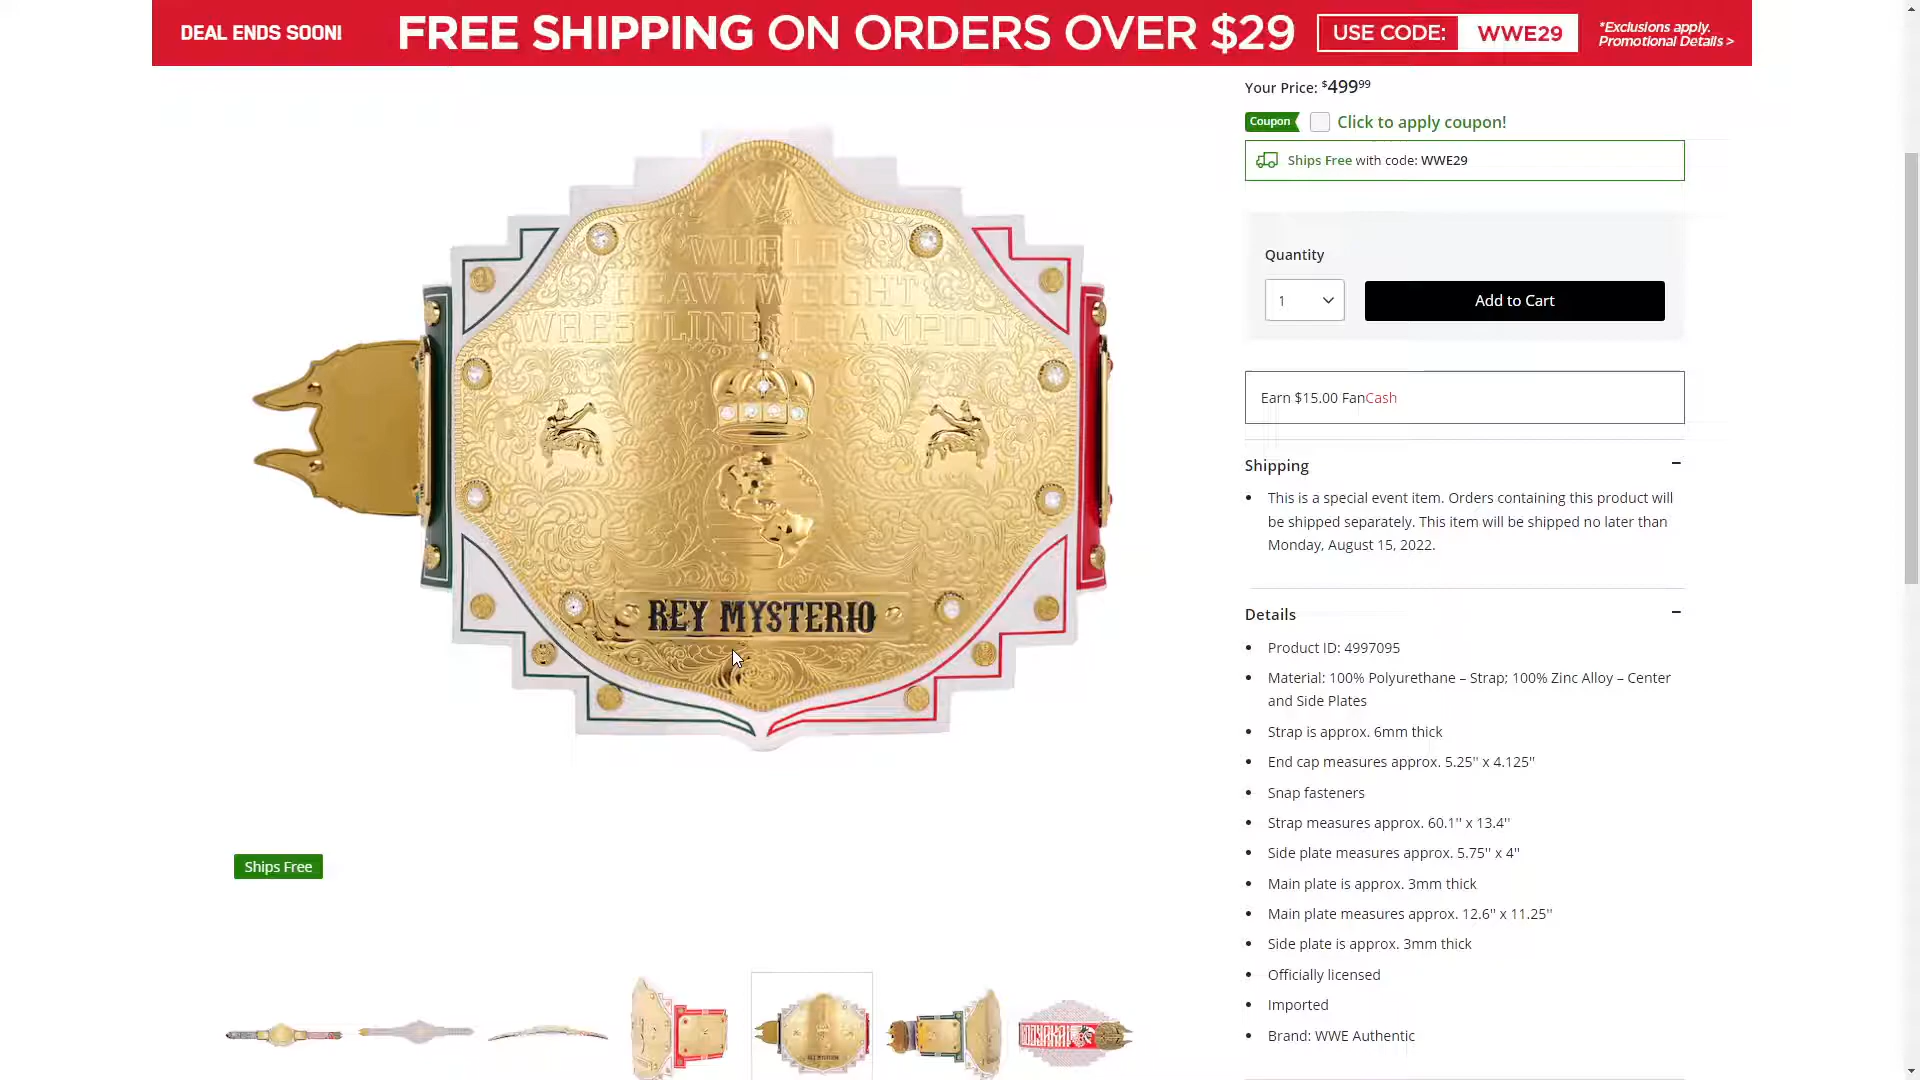 DEAL ENDS SOON!
FREE SHIPPING ON ORDERS OVER $29
USE CODE: WWE29
*Exclusions apply.
Promotional Details >
Your Price: $499.99
Coupon
Click to apply coupon!
Ships Free with code: WWE29
Quantity
1
Add to Cart
Earn $15.00 FanCash
Shipping
This is a special event item. Orders containing this product will
be shipped separately. This item will be shipped no later than
Monday, August 15, 2022.
Details
Product ID: 4997095
Material: 100% Polyurethane – Strap; 100% Zinc Alloy – Center
and Side Plates
Strap is approx. 6mm thick
End cap measures approx. 5.25'' x 4.125''
Snap fasteners
Strap measures approx. 60.1'' x 13.4''
Side plate measures approx. 5.75'' x 4''
Main plate is approx. 3mm thick
Main plate measures approx. 12.6'' x 11.25''
Side plate is approx. 3mm thick
Officially licensed
Imported
Brand: WWE Authentic
W
WORLD
HEAVYWEIGHT
WRESTLING CHAMPION
REY MYSTERIO
Ships Free
REY MYSTERIO
BOOYAKA